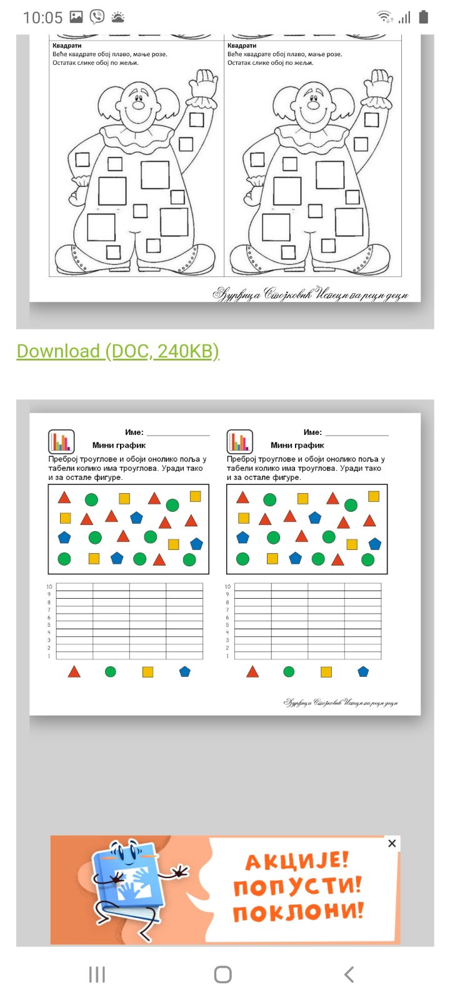 10:05
Квадрати
Веће квадрате обој плаво, мање розе.
Остатак слике обој по жељи.
Квадрати
Веће квадрате обој плаво, мање розе.
Остатак слике обој по жељи.
Ђурђица Стојковић Испеци па реци деци
Download (DOC, 240KB)
Име: ________________
Мини график
Преброј троуглове и обоји онолико поља у
табели колико има троуглова. Уради тако
и за остале фигуре.
10
9
8
7
6
5
4
3
2
1
Име: ________________
Мини график
Преброј троуглове и обоји онолико поља у
табели колико има троуглова. Уради тако
и за остале фигуре.
10
9
8
7
6
5
4
3
2
1
Ђурђица Стојковић Испеци па реци деци
АКЦИЈЕ!
ПОПУСТИ!
ПОКЛОНИ!